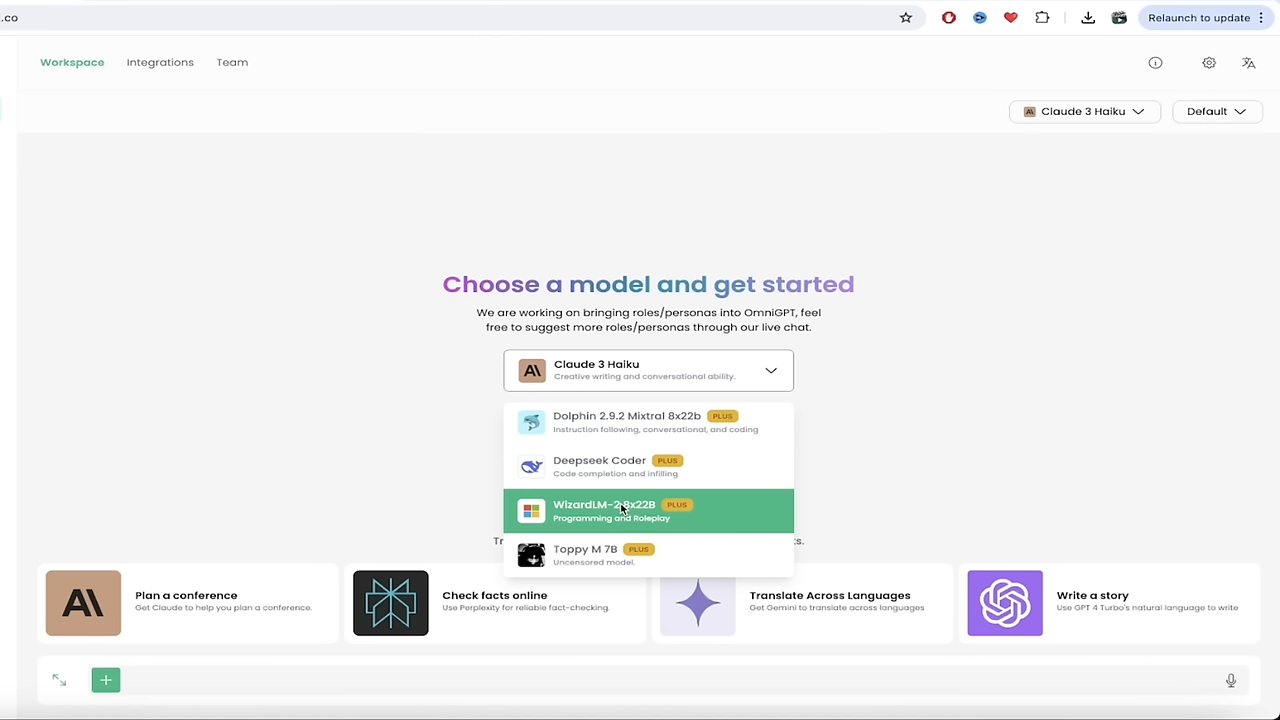 .co
Relaunch to update
Workspace
Integrations
Team
Claude 3 Haiku
Default
Choose a model and get started
We are working on bringing roles/personas into OmniGPT, feel
free to suggest more roles/personas through our live chat.
Claude 3 Haiku
Creative writing and conversational ability.
Dolphin 2.9.2 Mixtral 8x22b PLUS
Instruction following, conversational, and coding
Deepseek Coder PLUS
Code completion and infilling
WizardLM-2 8x22B PLUS
Programming and Roleplay
Toppy M 7B PLUS
Uncensored model.
Plan a conference
Get Claude to help you plan a conference.
Check facts online
Use Perplexity for reliable fact-checking.
Translate Across Languages
Get Gemini to translate across languages
Write a story
Use GPT 4 Turbo's natural language to write